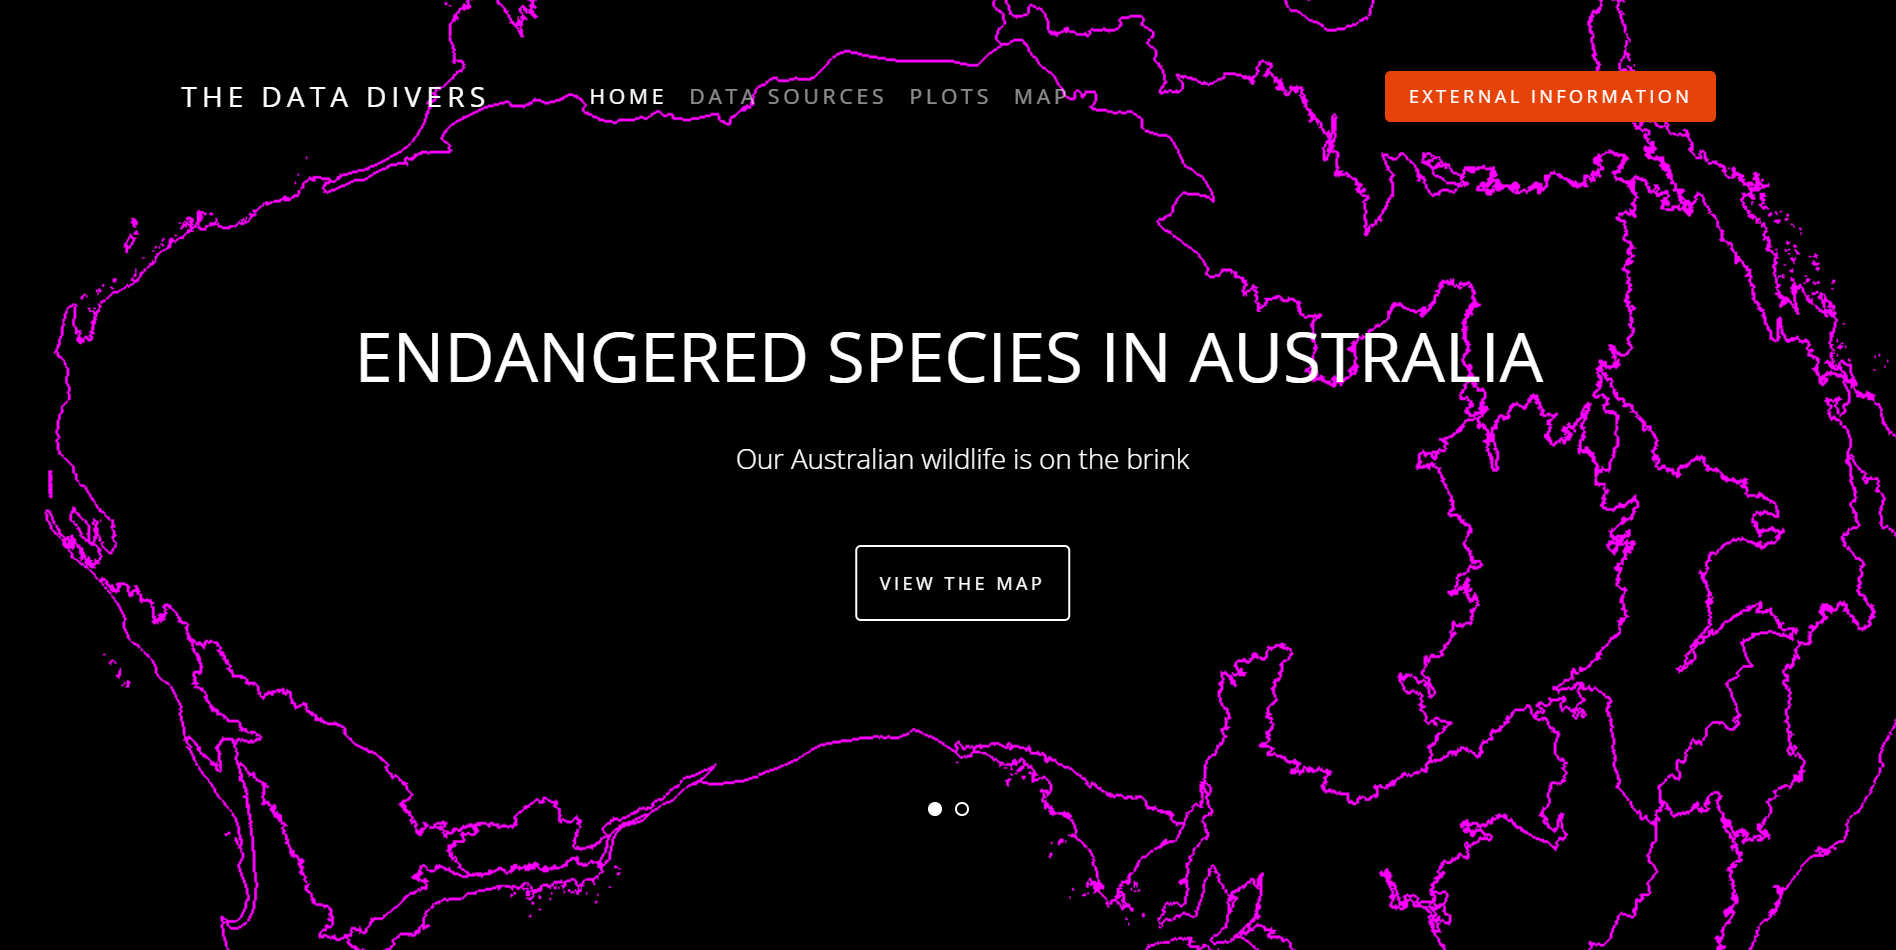 THE DATA DIVERS HOME DATA SOURCES PLOTS MAP EXTERNAL INFORMATION
ENDANGERED SPECIES IN AUSTRALIA
Our Australian wildlife is on the brink
VIEW THE MAP